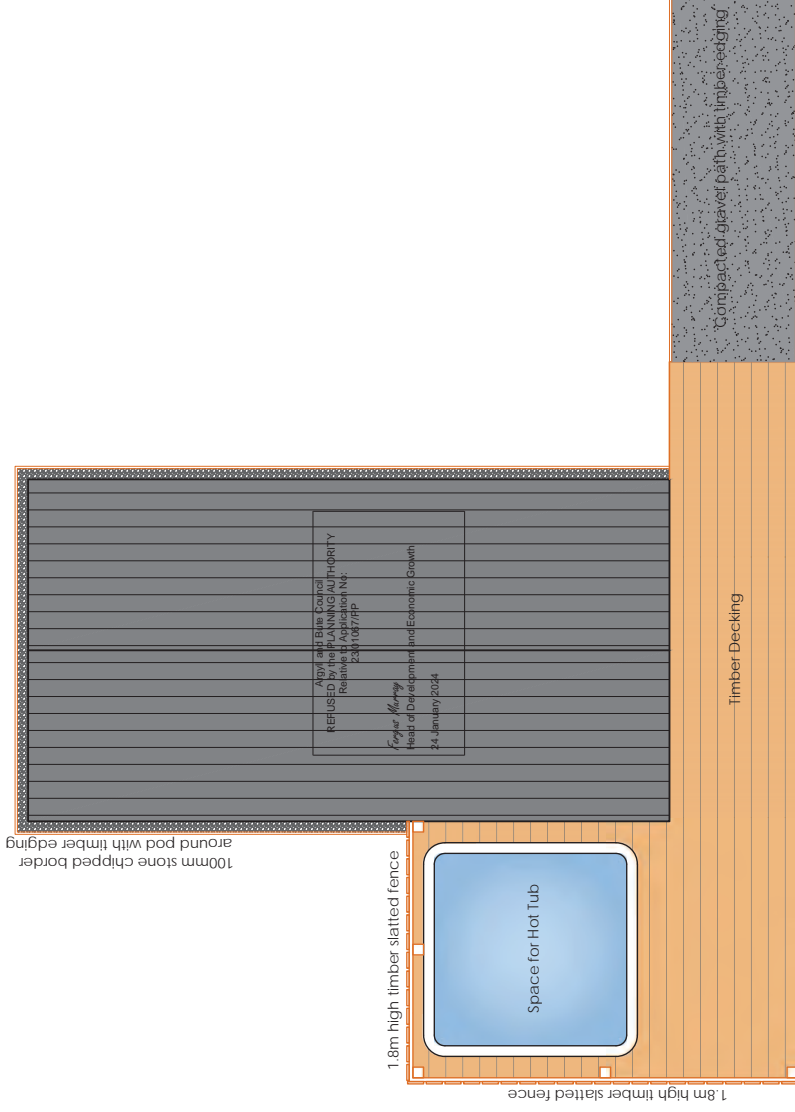 Compacted gravel path with timber edging
Argyll and Bute Council
REFUSED by the PLANNING AUTHORITY
Relative to Application No:
23/01067/PP
Fergus Murray
Head of Development and Economic Growth
24 January 2024
Timber Decking
100mm stone chipped border
around pod with timber edging
1.8m high timber slatted fence
Space for Hot Tub
1.8m high timber slatted fence